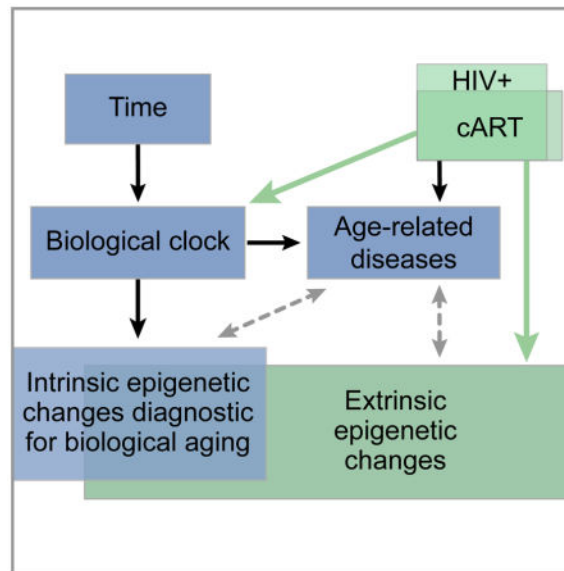 Time
HIV+
cART
Biological clock
Age-related
diseases
Intrinsic epigenetic
changes diagnostic
for biological aging
Extrinsic
epigenetic
changes